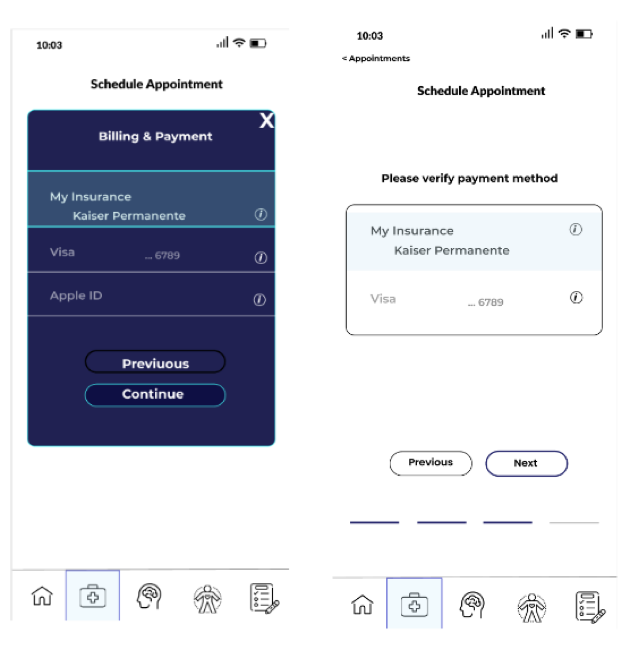 10:03
Schedule Appointment
X
Billing & Payment
My Insurance
Kaiser Permanente
i
Visa ... 6789 i
Apple ID i
Previuous
Continue
10:03
< Appointments
Schedule Appointment
Please verify payment method
My Insurance i
Kaiser Permanente
Visa ... 6789 i
Previous Next